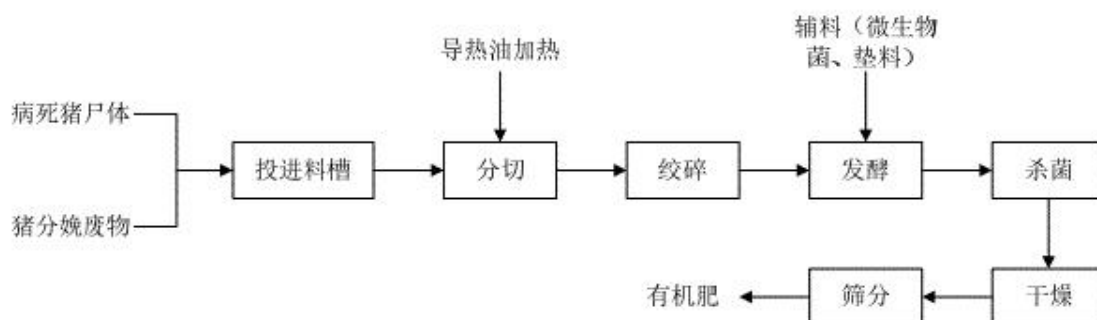 导热油加热
辅料（微生物
菌、垫料）
病死猪尸体
猪分娩废物
投进料槽
分切
绞碎
发酵
杀菌
干燥
筛分
有机肥